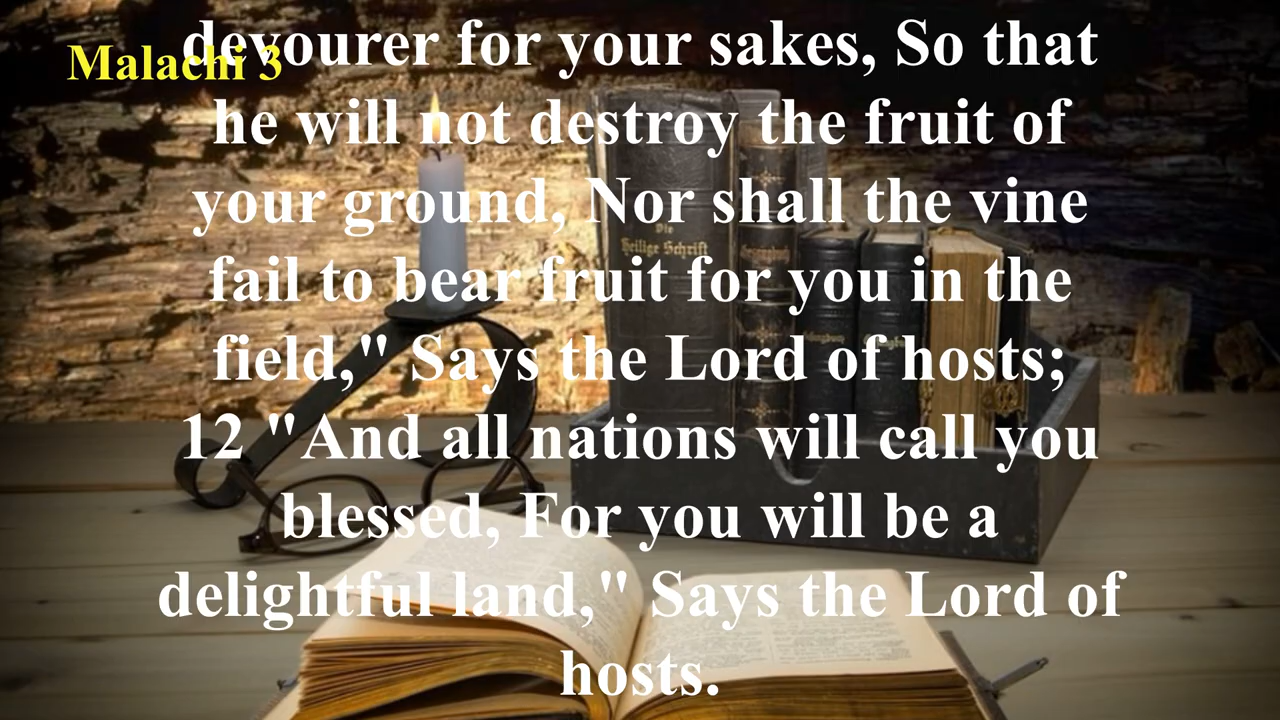 Malachi 3
devourer for your sakes, So that
he will not destroy the fruit of
your ground, Nor shall the vine
fail to bear fruit for you in the
field," Says the Lord of hosts;
12 "And all nations will call you
blessed, For you will be a
delightful land," Says the Lord of
hosts.
Die
Heilige Schrift